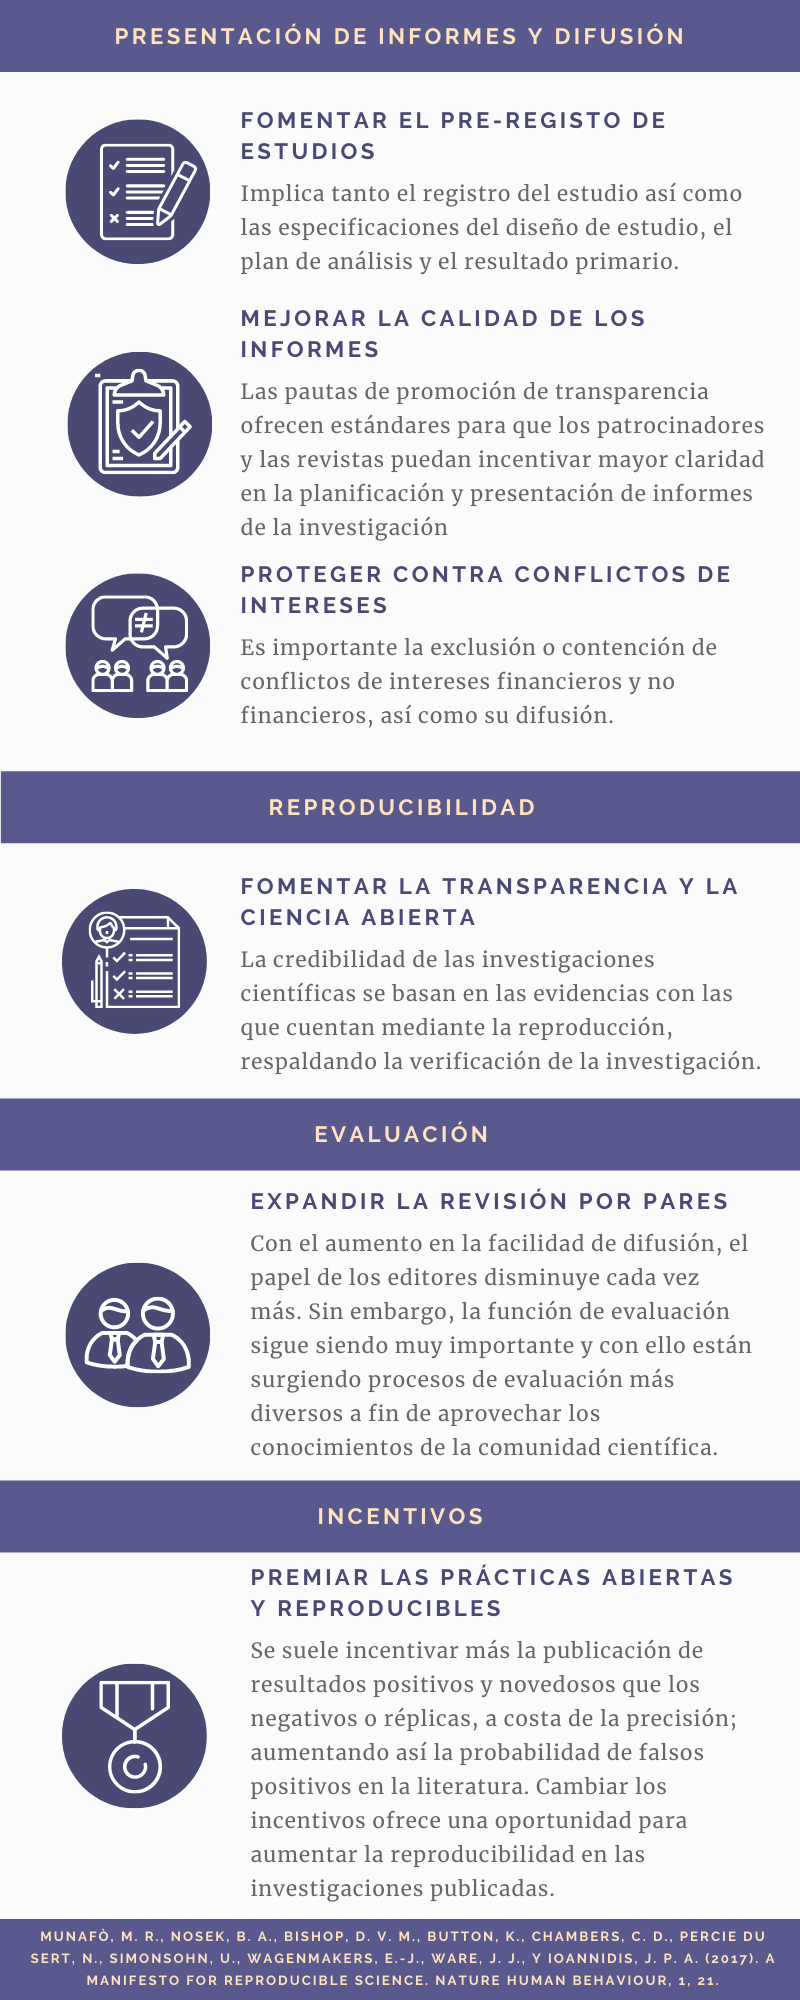 PRESENTACIÓN DE INFORMES Y DIFUSIÓN
FOMENTAR EL PRE-REGISTO DE
ESTUDIOS
Implica tanto el registro del estudio así como
las especificaciones del diseño de estudio, el
plan de análisis y el resultado primario.
MEJORAR LA CALIDAD DE LOS
INFORMES
Las pautas de promoción de transparencia
ofrecen estándares para que los patrocinadores
y las revistas puedan incentivar mayor claridad
en la planificación y presentación de informes
de la investigación
PROTEGER CONTRA CONFLICTOS DE
INTERESES
Es importante la exclusión o contención de
conflictos de intereses financieros y no
financieros, así como su difusión.
REPRODUCIBILIDAD
FOMENTAR LA TRANSPARENCIA Y LA
CIENCIA ABIERTA
La credibilidad de las investigaciones
científicas se basan en las evidencias con las
que cuentan mediante la reproducción,
respaldando la verificación de la investigación.
EVALUACIÓN
EXPANDIR LA REVISIÓN POR PARES
Con el aumento en la facilidad de difusión, el
papel de los editores disminuye cada vez
más. Sin embargo, la función de evaluación
sigue siendo muy importante y con ello están
surgiendo procesos de evaluación más
diversos a fin de aprovechar los
conocimientos de la comunidad científica.
INCENTIVOS
PREMIAR LAS PRÁCTICAS ABIERTAS
Y REPRODUCIBLES
Se suele incentivar más la publicación de
resultados positivos y novedosos que los
negativos o réplicas, a costa de la precisión;
aumentando así la probabilidad de falsos
positivos en la literatura. Cambiar los
incentivos ofrece una oportunidad para
aumentar la reproducibilidad en las
investigaciones publicadas.
MUNAFÒ, M. R., NOSEK, B. A., BISHOP, D. V. M., BUTTON, K., CHAMBERS, C. D., PERCIE DU
SERT, N., SIMONSOHN, U., WAGENMAKERS, E.-J., WARE, J. J., Y IOANNIDIS, J. P. A. (2017). A
MANIFESTO FOR REPRODUCIBLE SCIENCE. NATURE HUMAN BEHAVIOUR, 1, 21.